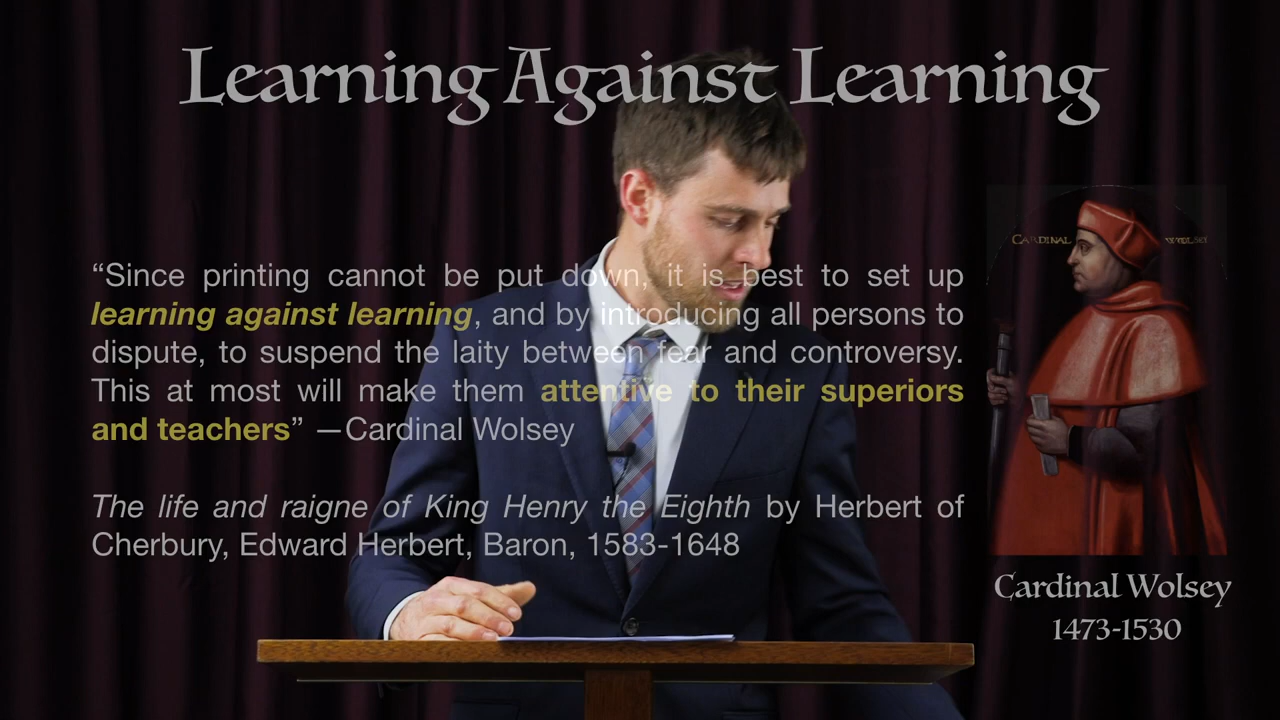 Learning Against Learning
CARDINAL WOLSEY
“Since printing cannot be put down, it is best to set up
learning against learning, and by introducing all persons to
dispute, to suspend the laity between fear and controversy.
This at most will make them attentive to their superiors
and teachers” —Cardinal Wolsey
The life and raigne of King Henry the Eighth by Herbert of
Cherbury, Edward Herbert, Baron, 1583-1648
Cardinal Wolsey
1473-1530